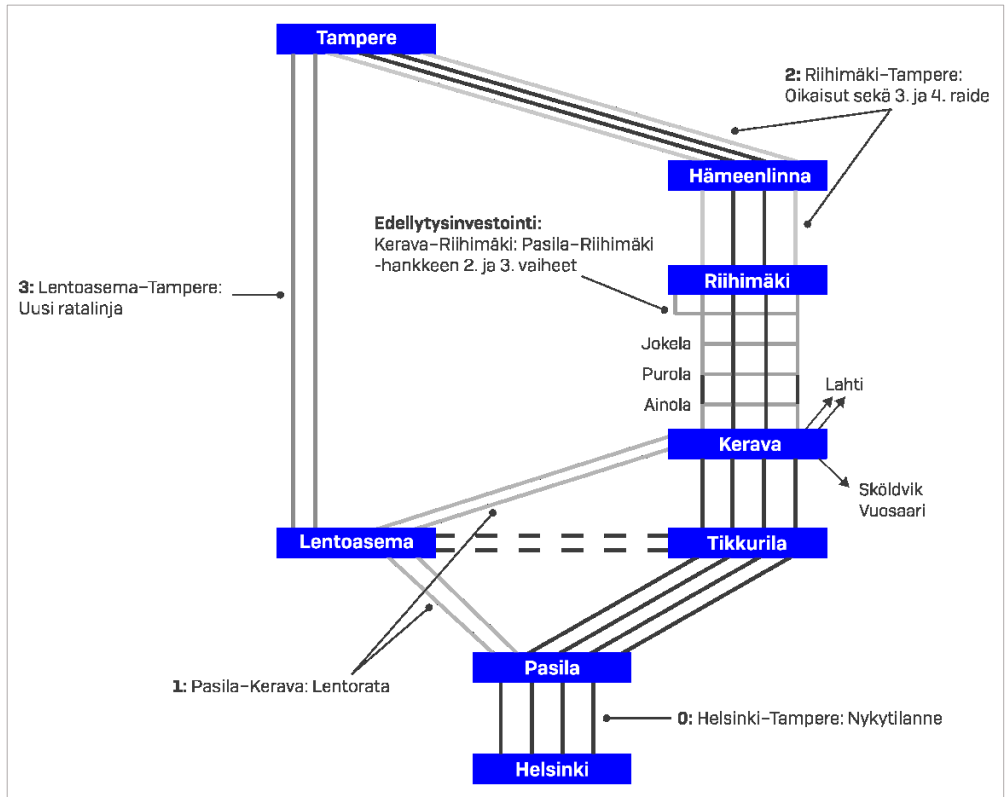 Tampere
2: Riihimäki–Tampere:
Oikaisut sekä 3. ja 4. raide
Hämeenlinna
Edellytysinvestointi:
Kerava–Riihimäki: Pasila–Riihimäki
-hankkeen 2. ja 3. vaiheet
Riihimäki
3: Lentoasema–Tampere:
Uusi ratalinja
Jokela
Purola
Ainola
Lahti
Kerava
Sköldvik
Vuosaari
Lentoasema
Tikkurila
Pasila
1: Pasila–Kerava: Lentorata
0: Helsinki–Tampere: Nykytilanne
Helsinki